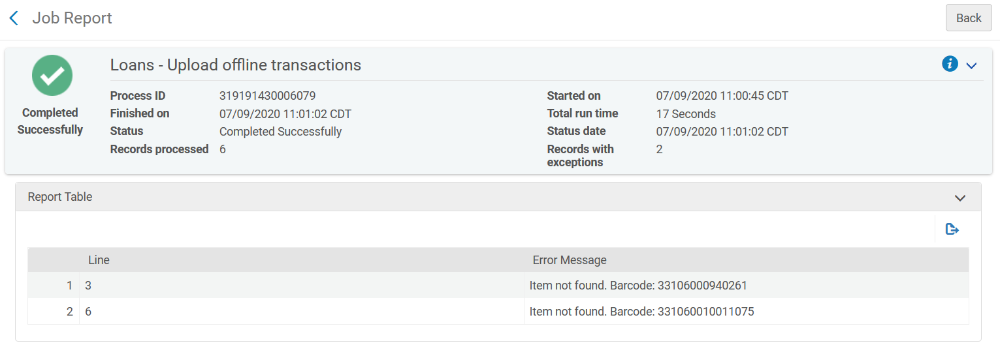 Job Report
Back
Loans - Upload offline transactions
Completed
Successfully
Process ID 319191430006079 Started on 07/09/2020 11:00:45 CDT
Finished on 07/09/2020 11:01:02 CDT Total run time 17 Seconds
Status Completed Successfully Status date 07/09/2020 11:01:02 CDT
Records processed 6 Records with 2
exceptions
Report Table
Line Error Message
1 3 Item not found. Barcode: 33106000940261
2 6 Item not found. Barcode: 331060010011075